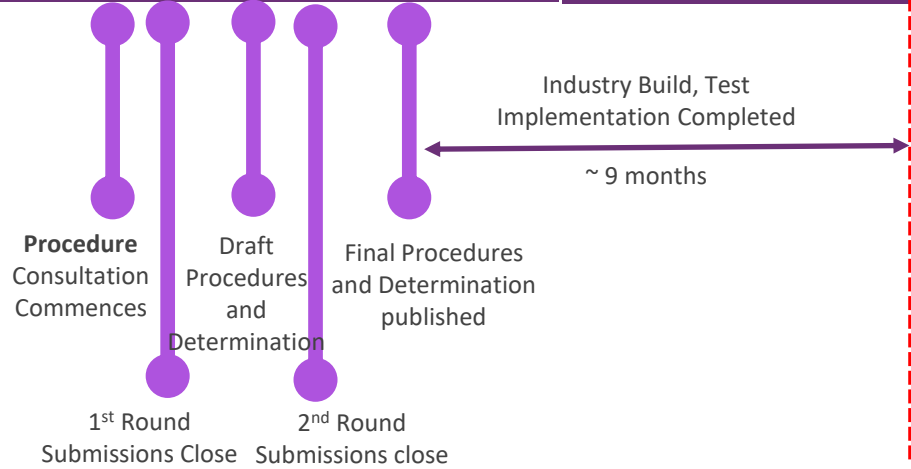 Industry Build, Test
Implementation Completed
~ 9 months
Procedure
Consultation
Commences
Draft
Procedures
and
Determination
Final Procedures
and Determination
published
1st Round
Submissions Close
2nd Round
Submissions close